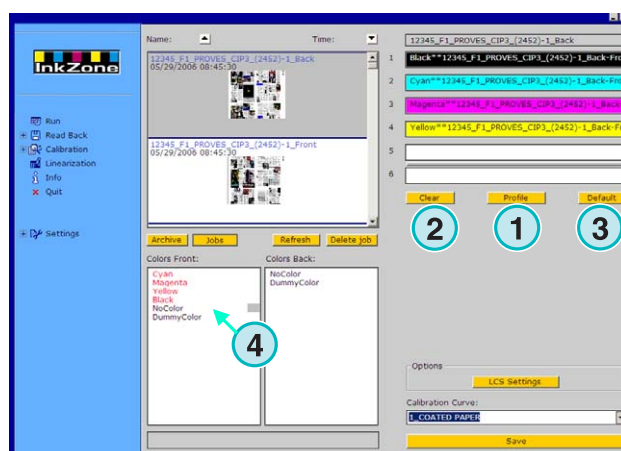 InkZone
Run
Read Back
Calibration
Linearization
Info
Quit
Settings
Name:
Time:
12345_F1_PROVES_CIP3_(2452)-1_Back
05/29/2006 08:45:30
12345_F1_PROVES_CIP3_(2452)-1_Front
05/29/2006 08:45:30
Archive
Jobs
Refresh
Delete job
Colors Front:
Cyan
Magenta
Yellow
Black
NoColor
DummyColor
4
Colors Back:
NoColor
DummyColor
12345_F1_PROVES_CIP3_(2452)-1_Back
1 Black**12345_F1_PROVES_CIP3_(2452)-1_Back-Fro
2 Cyan**12345_F1_PROVES_CIP3_(2452)-1_Back-Fron
3 Magenta**12345_F1_PROVES_CIP3_(2452)-1_Back
4 Yellow**12345_F1_PROVES_CIP3_(2452)-1_Back-Fr
5
6
Clear
Profile
Default
2
1
3
Options
LCS Settings
Calibration Curve:
1_COATED PAPER
Save